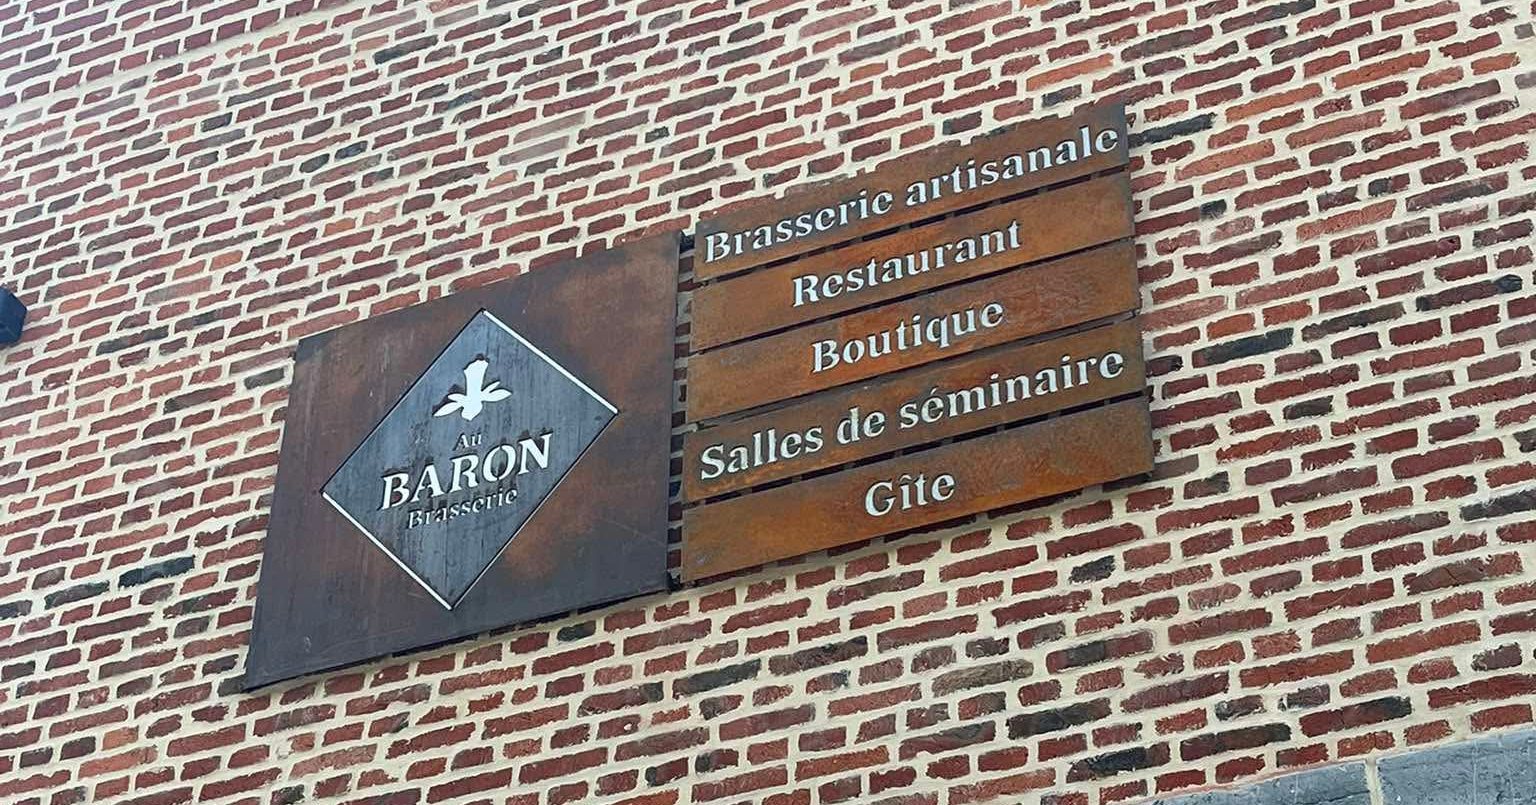 Au
BARON
Brasserie
Brasserie artisanale
Restaurant
Boutique
Salles de séminaire
Gîte